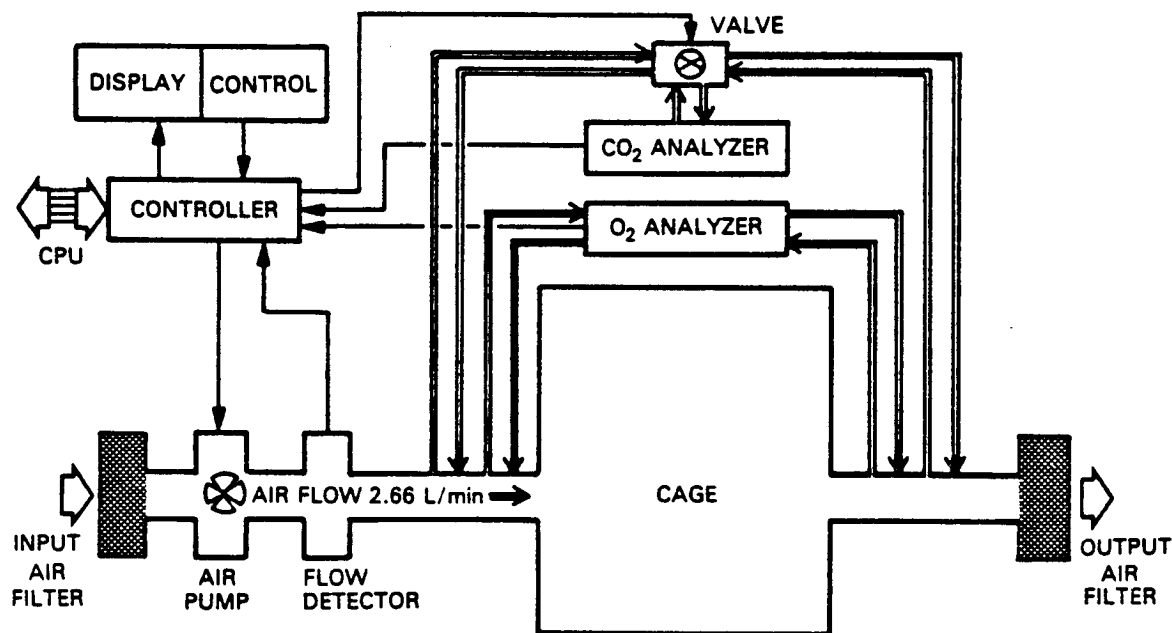 VALVE
DISPLAY CONTROL
CO₂ ANALYZER
CONTROLLER
O₂ ANALYZER
CPU
AIR FLOW 2.66 L/min
CAGE
INPUT
AIR
FILTER
AIR
PUMP
FLOW
DETECTOR
OUTPUT
AIR
FILTER